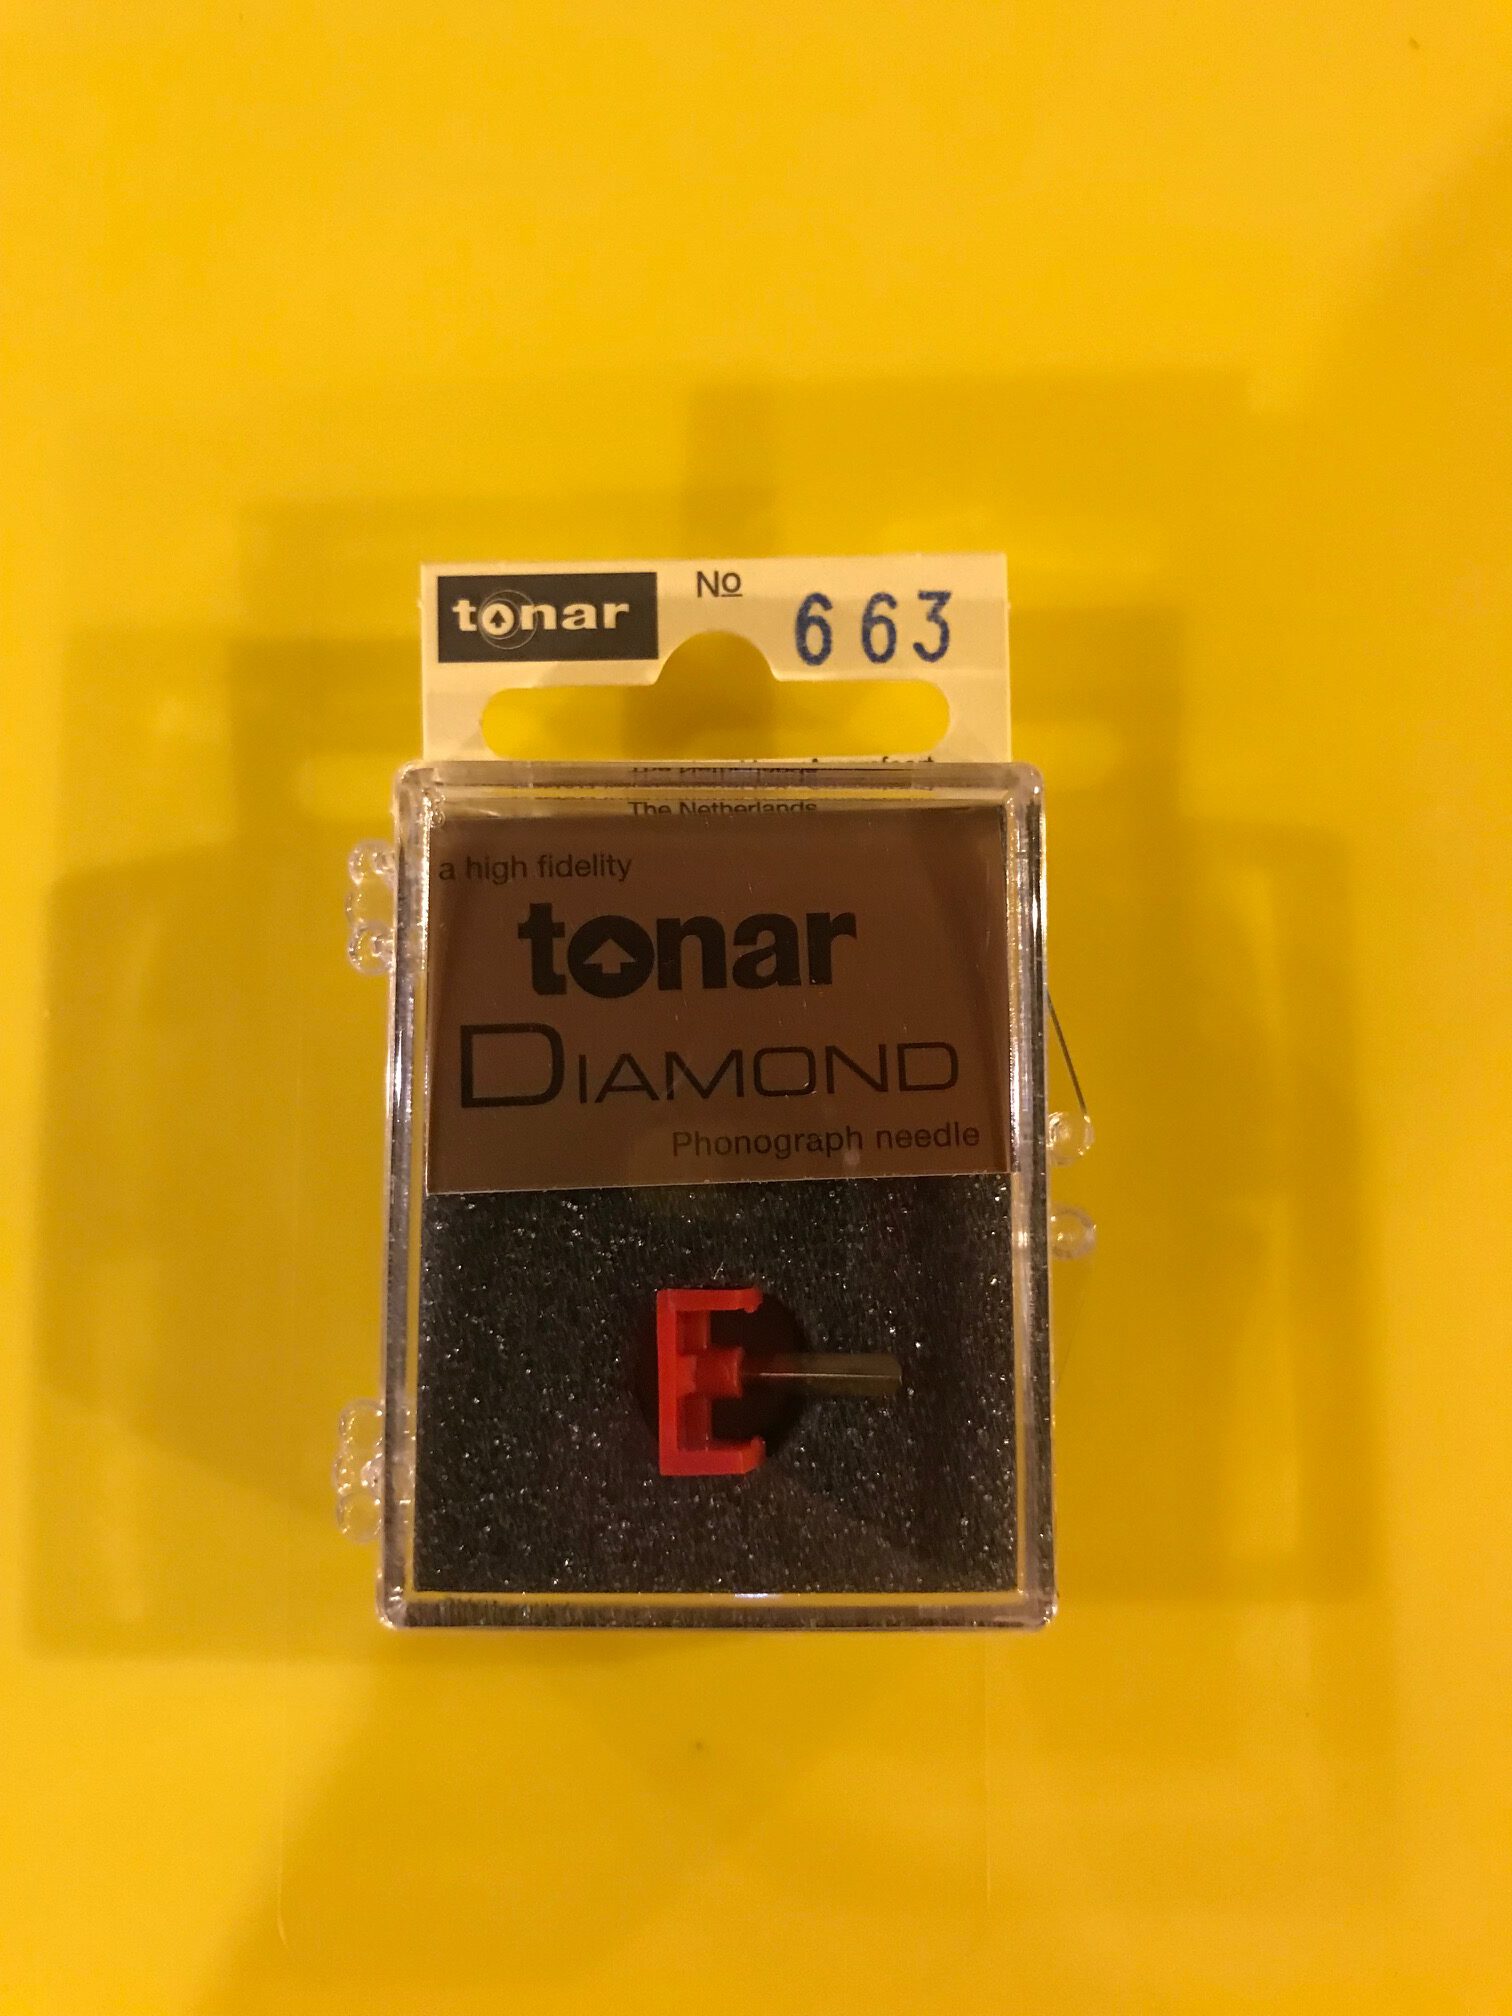 tonar No 663
The Netherlands
a high fidelity
tonar
DIAMOND
Phonograph needle